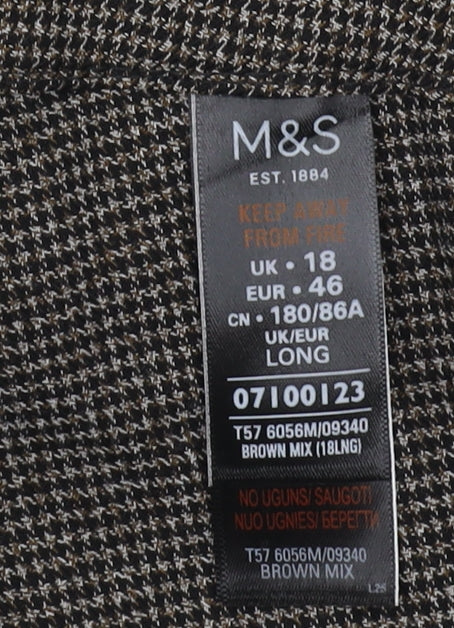 M&S
EST. 1884
KEEP AWAY
FROM FIRE
UK • 18
EUR • 46
CN • 180/86A
UK/EUR
LONG
07100123
T57 6056M/09340
BROWN MIX (18LNG)
NO UGUNS/ SAUGOTI
NUO UGNIES/ БЕРЕГТИ
T57 6056M/09340
BROWN MIX
L25